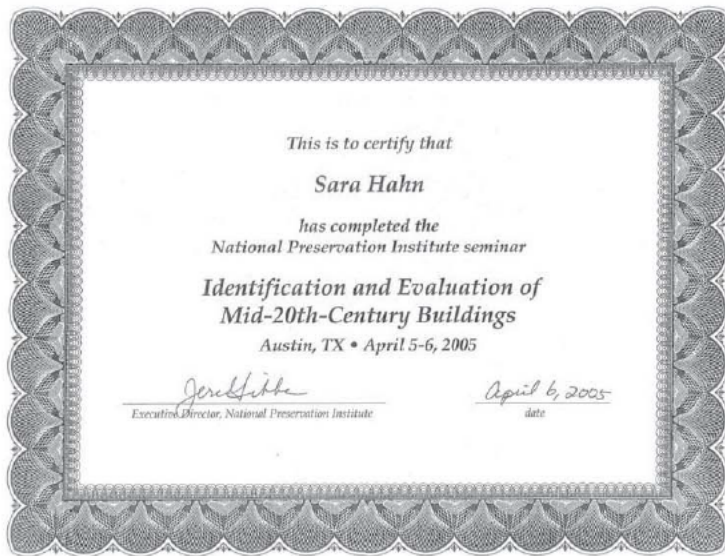 This is to certify that
Sara Hahn
has completed the
National Preservation Institute seminar
Identification and Evaluation of
Mid-20th-Century Buildings
Austin, TX • April 5-6, 2005
April 6, 2005
Executive Director, National Preservation Institute
date